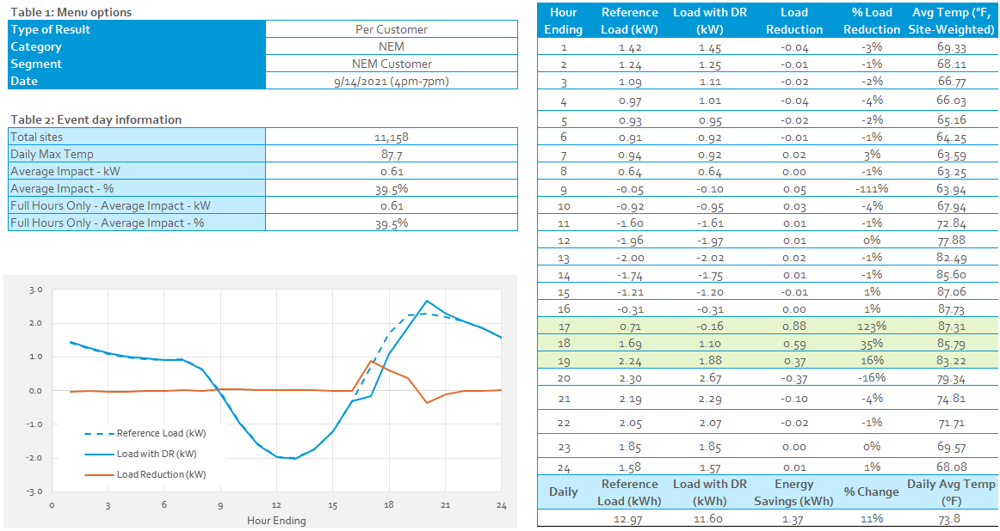 Table 1: Menu options
Type of Result Per Customer
Category NEM
Segment NEM Customer
Date 9/14/2021 (4pm-7pm)
Table 2: Event day information
Total sites 11,158
Daily Max Temp 87.7
Average Impact - kW 0.61
Average Impact - % 39.5%
Full Hours Only - Average Impact - kW 0.61
Full Hours Only - Average Impact - % 39.5%
3.0
2.0
1.0
0.0
-1.0
-2.0
-3.0
Reference Load (kW)
Load with DR (kW)
Load Reduction (kW)
0 3 6 9 12 15 18 21 24
Hour Ending
Hour Reference Load with DR Load % Load Avg Temp (°F,
Ending Load (kW) (kW) Reduction Reduction Site-Weighted)
1 1.42 1.45 -0.04 -3% 69.33
2 1.24 1.25 -0.01 -1% 68.11
3 1.09 1.11 -0.02 -2% 66.77
4 0.97 1.01 -0.04 -4% 66.03
5 0.93 0.95 -0.02 -2% 65.16
6 0.91 0.92 -0.01 -1% 64.25
7 0.94 0.92 0.02 3% 63.59
8 0.64 0.64 0.00 -1% 63.25
9 -0.05 -0.10 0.05 -111% 63.94
10 -0.92 -0.95 0.03 -4% 67.94
11 -1.60 -1.61 0.01 -1% 72.84
12 -1.96 -1.97 0.01 0% 77.88
13 -2.00 -2.02 0.02 -1% 82.49
14 -1.74 -1.75 0.01 -1% 85.60
15 -1.21 -1.20 -0.01 1% 87.06
16 -0.31 -0.31 0.00 1% 87.73
17 0.71 -0.16 0.88 123% 87.31
18 1.69 1.10 0.59 35% 85.79
19 2.24 1.88 0.37 16% 83.22
20 2.30 2.67 -0.37 -16% 79.34
21 2.19 2.29 -0.10 -4% 74.81
22 2.05 2.07 -0.02 -1% 71.71
23 1.85 1.85 0.00 0% 69.57
24 1.58 1.57 0.01 1% 68.08
Daily Reference Load with DR Energy % Change Daily Avg Temp
Load (kWh) (kWh) Savings (kWh) (°F)
12.97 11.60 1.37 11% 73.8